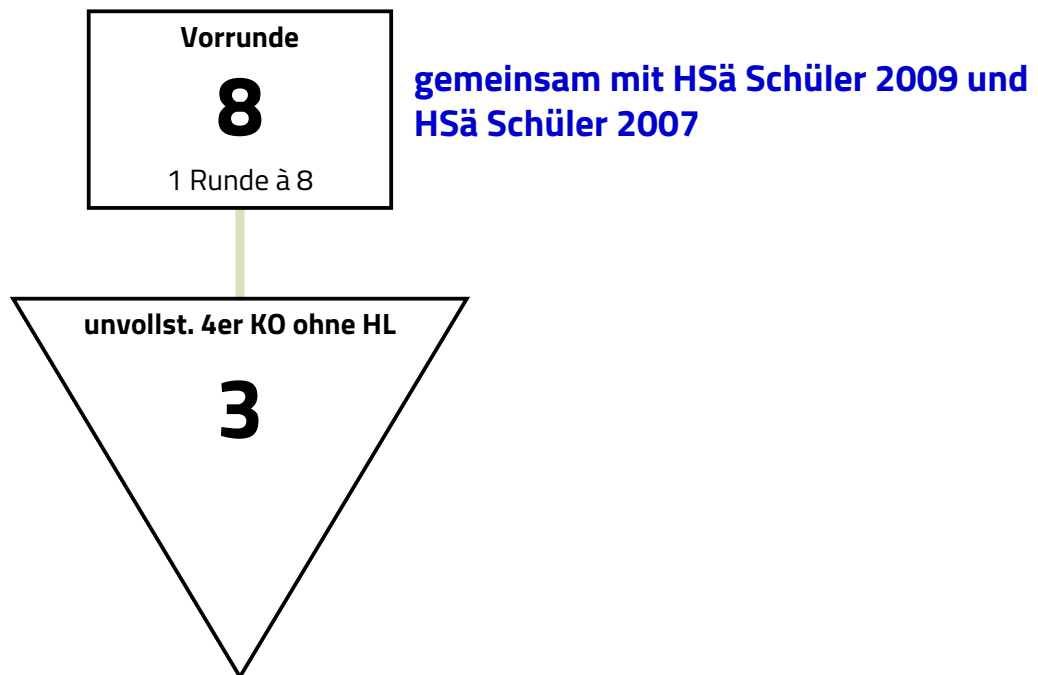 Vorrunde
8
1 Runde à 8
gemeinsam mit HSä Schüler 2009 und
HSä Schüler 2007
unvollst. 4er KO ohne HL
3